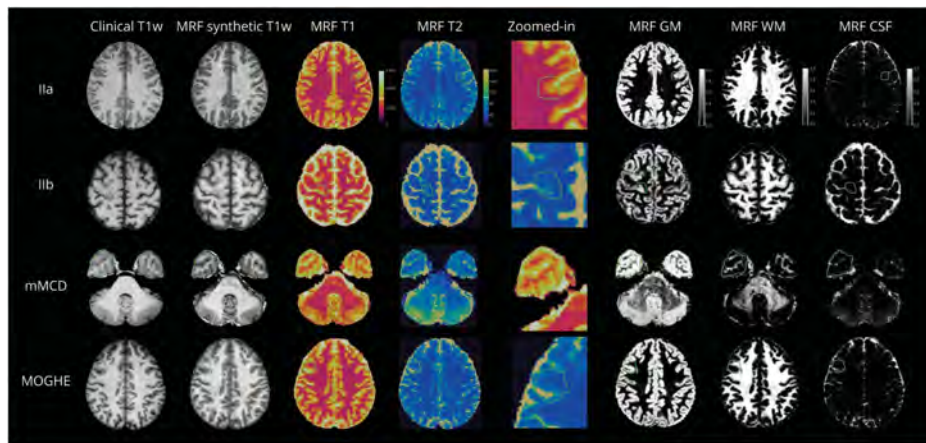 Clinical T1w MRF synthetic T1w MRF T1 MRF T2 Zoomed-in MRF GM MRF WM MRF CSF
IIa
IIb
mMCD
MOGHE